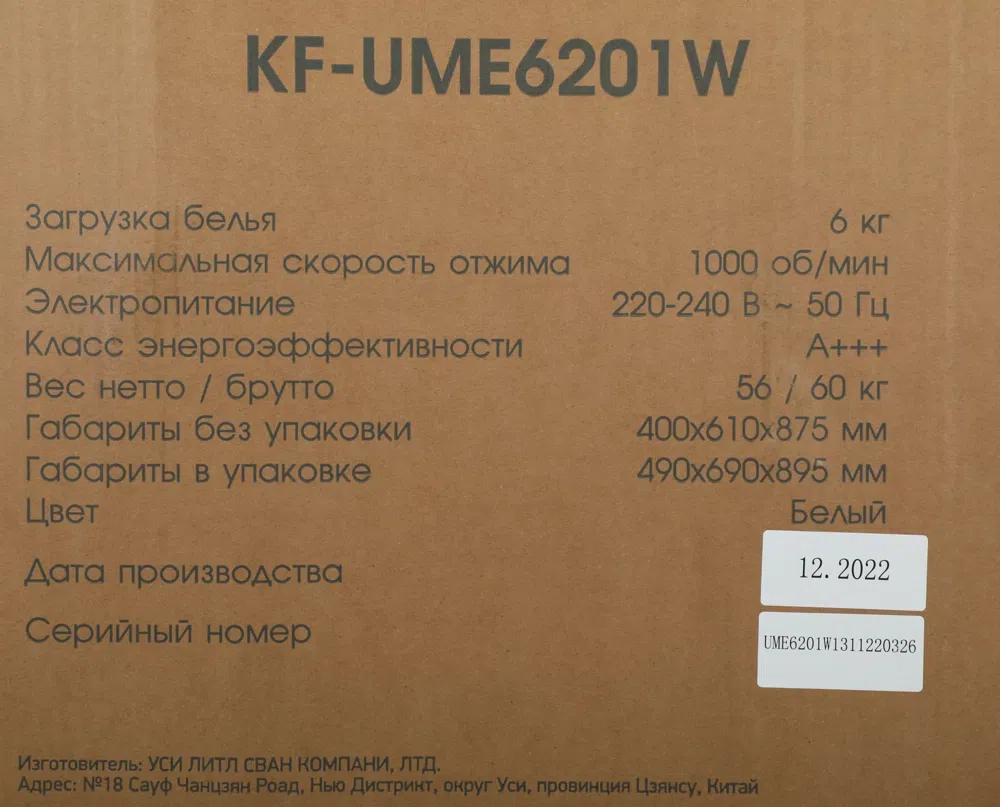 KF-UME6201W
Загрузка белья 6 кг
Максимальная скорость отжима 1000 об/мин
Электропитание 220-240 В ~ 50 Гц
Класс энергоэффективности А+++
Вес нетто / брутто 56 / 60 кг
Габариты без упаковки 400х610х875 мм
Габариты в упаковке 490х690х895 мм
Цвет Белый
Дата производства 12.2022
Серийный номер UME6201W1311220326
Изготовитель: УСИ ЛИТЛ СВАН КОМПАНИ, ЛТД.
Адрес: №18 Сауф Чанцзян Роад, Нью Дистрикт, округ Уси, провинция Цзянсу, Китай